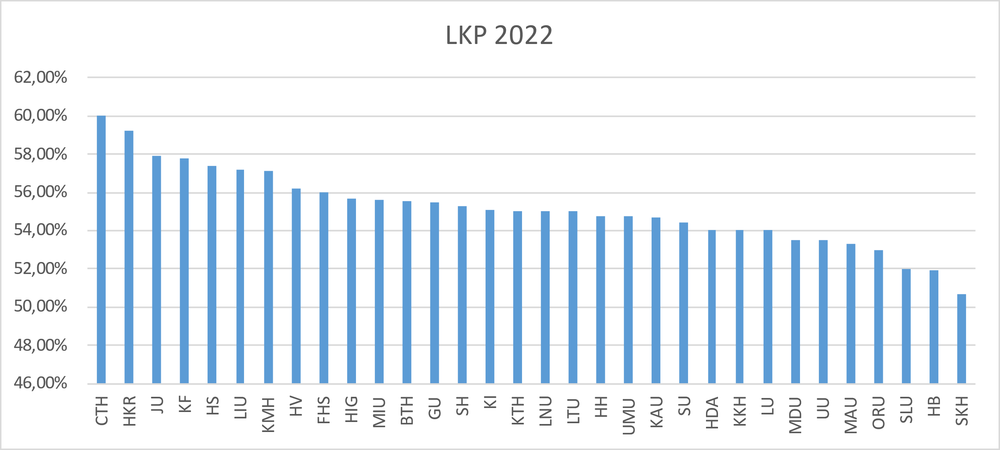 LKP 2022
62,00%
60,00%
58,00%
56,00%
54,00%
52,00%
50,00%
48,00%
46,00%
CTH
HKR
JU
KF
HS
LIU
KMH
HV
FHS
HIG
MIU
BTH
GU
SH
KI
KTH
LNU
LTU
HH
UMU
KAU
SU
HDA
KKH
LU
MDU
UU
MAU
ORU
SLU
HB
SKH